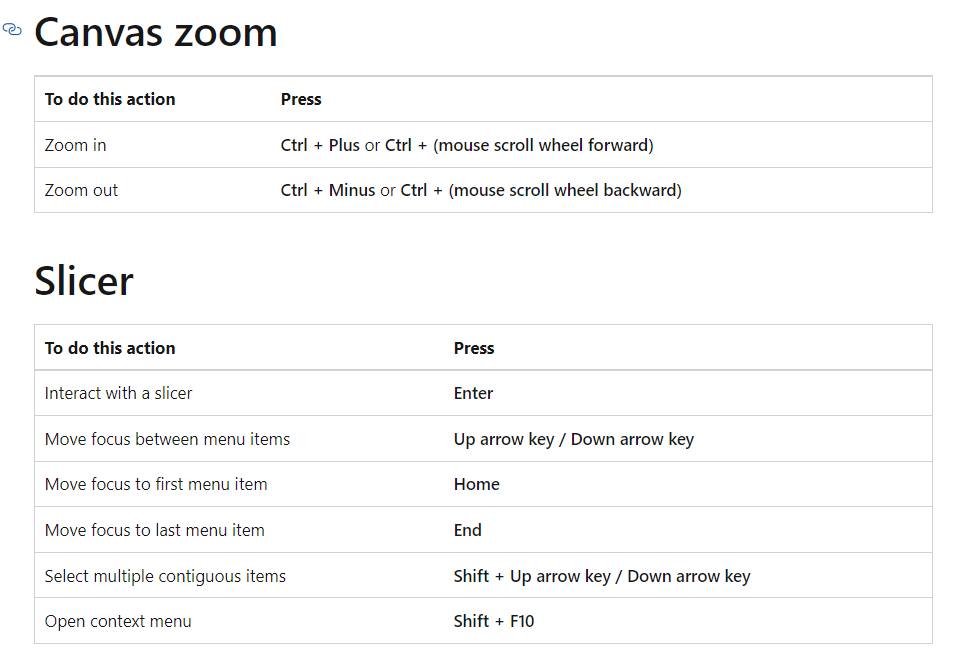 Canvas zoom
To do this action Press
Zoom in Ctrl + Plus or Ctrl + (mouse scroll wheel forward)
Zoom out Ctrl + Minus or Ctrl + (mouse scroll wheel backward)
Slicer
To do this action Press
Interact with a slicer Enter
Move focus between menu items Up arrow key / Down arrow key
Move focus to first menu item Home
Move focus to last menu item End
Select multiple contiguous items Shift + Up arrow key / Down arrow key
Open context menu Shift + F10